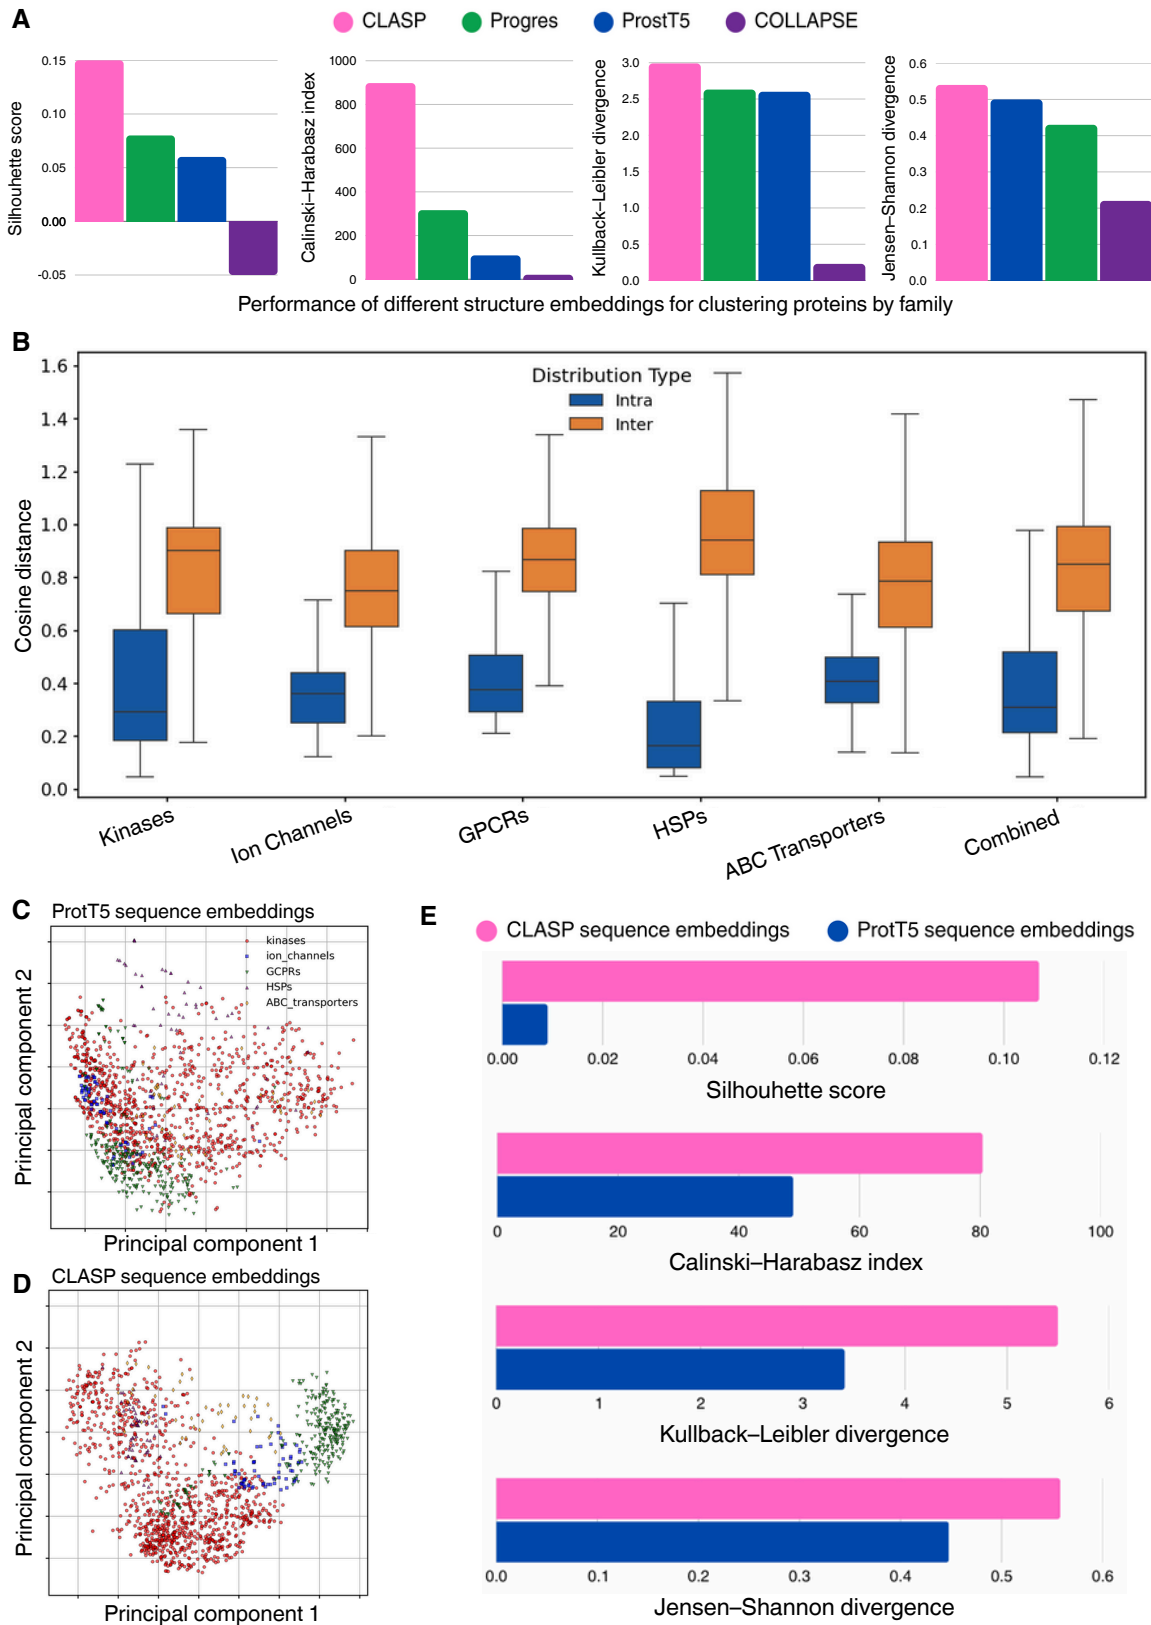 A
CLASP Progres ProstT5 COLLAPSE
Silhouhette score
0.15
0.10
0.05
0.00
-0.05
Calinski–Harabasz index
1000
800
600
400
200
0
Kullback–Leibler divergence
3.0
2.5
2.0
1.5
1.0
0.5
0.0
Jensen–Shannon divergence
0.6
0.5
0.4
0.3
0.2
0.1
0.0
Performance of different structure embeddings for clustering proteins by family
B
Cosine distance
1.6
1.4
1.2
1.0
0.8
0.6
0.4
0.2
0.0
Distribution Type
Intra
Inter
Kinases
Ion Channels
GPCRs
HSPs
ABC Transporters
Combined
C
ProtT5 sequence embeddings
kinases
ion_channels
GCPRs
HSPs
ABC_transporters
Principal component 2
Principal component 1
D
CLASP sequence embeddings
Principal component 2
Principal component 1
E
CLASP sequence embeddings ProtT5 sequence embeddings
0.00 0.02 0.04 0.06 0.08 0.10 0.12
Silhouhette score
0 20 40 60 80 100
Calinski–Harabasz index
0 1 2 3 4 5 6
Kullback–Leibler divergence
0.0 0.1 0.2 0.3 0.4 0.5 0.6
Jensen–Shannon divergence